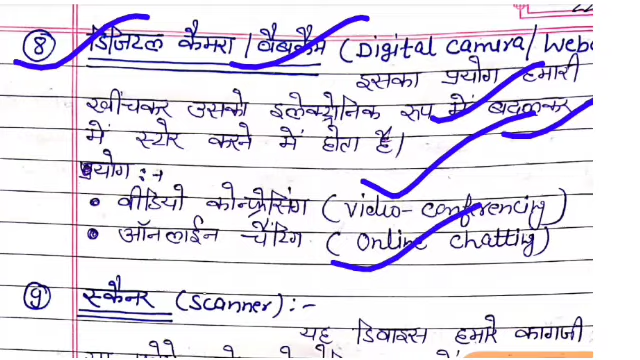 ⑧ डिजिटल कैमरा / वैबकैम (Digital camera/Web
इसका प्रयोग हमारी
खींचकर उसको इलेक्ट्रोनिक रूप में बदलकर
में स्टोर करने में होता है।
प्रयोग :→
• वीडियो कोन्फ्रेसिंग (video-conferencing)
• ऑनलाईन चैटिंग (Online chatting)
⑨ स्कैनर (Scanner):-
यह डिवाइस हमारे कागजी